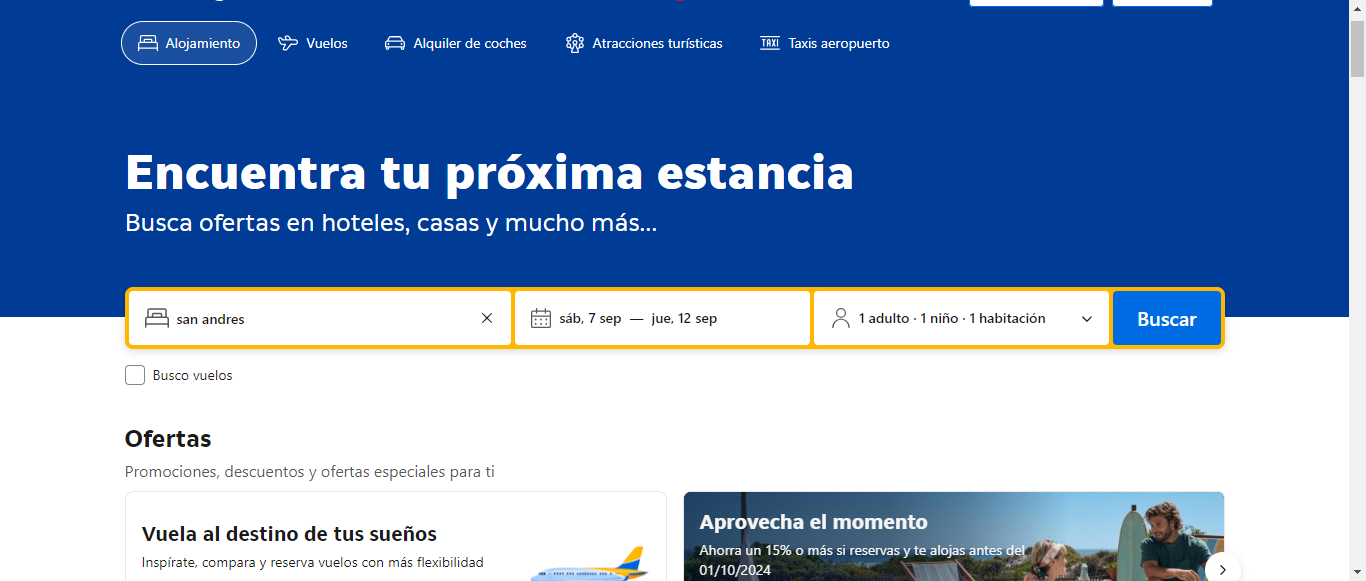 Alojamiento Vuelos Alquiler de coches Atracciones turísticas TAXI Taxis aeropuerto
Encuentra tu próxima estancia
Busca ofertas en hoteles, casas y mucho más...
san andres sáb, 7 sep — jue, 12 sep 1 adulto · 1 niño · 1 habitación Buscar
Busco vuelos
Ofertas
Promociones, descuentos y ofertas especiales para ti
Vuela al destino de tus sueños
Inspírate, compara y reserva vuelos con más flexibilidad
Aprovecha el momento
Ahorra un 15% o más si reservas y te alojas antes del
01/10/2024